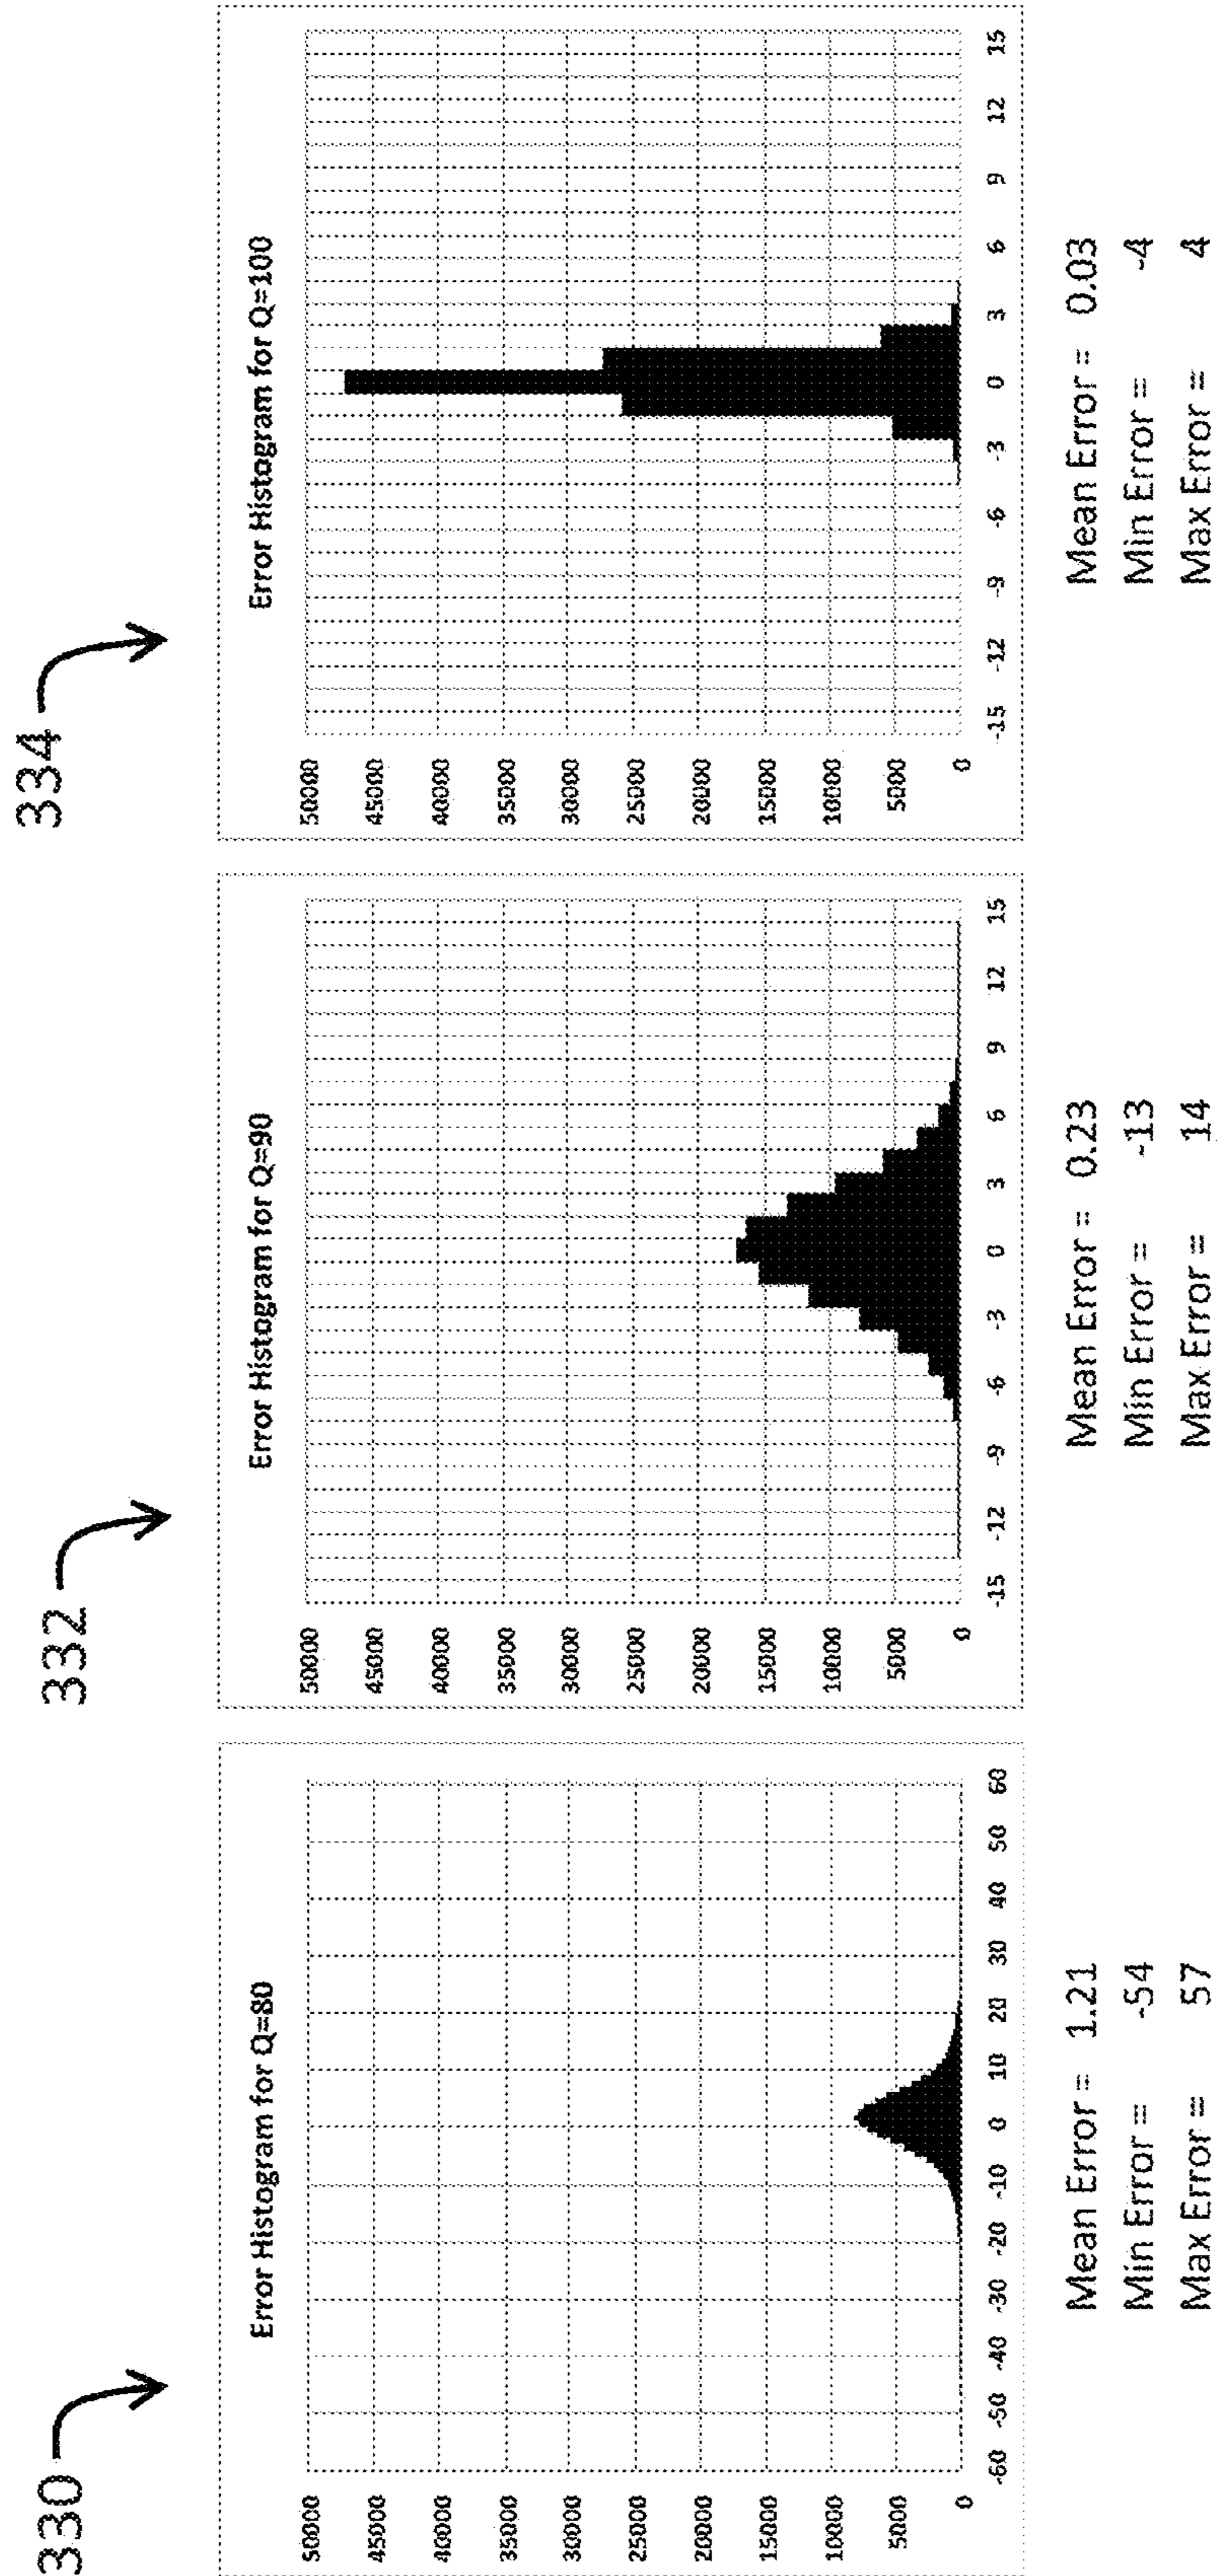 330
Error Histogram for Q=80
50000
45000
40000
35000
30000
25000
20000
15000
10000
5000
0
-60 -50 -40 -30 -20 -10 0 10 20 30 40 50 60
Mean Error = 1.21
Min Error = -54
Max Error = 57
332
Error Histogram for Q=90
50000
45000
40000
35000
30000
25000
20000
15000
10000
5000
0
-15 -12 -9 -6 -3 0 3 6 9 12 15
Mean Error = 0.23
Min Error = -13
Max Error = 14
334
Error Histogram for Q=100
50000
45000
40000
35000
30000
25000
20000
15000
10000
5000
0
-15 -12 -9 -6 -3 0 3 6 9 12 15
Mean Error = 0.03
Min Error = -4
Max Error = 4